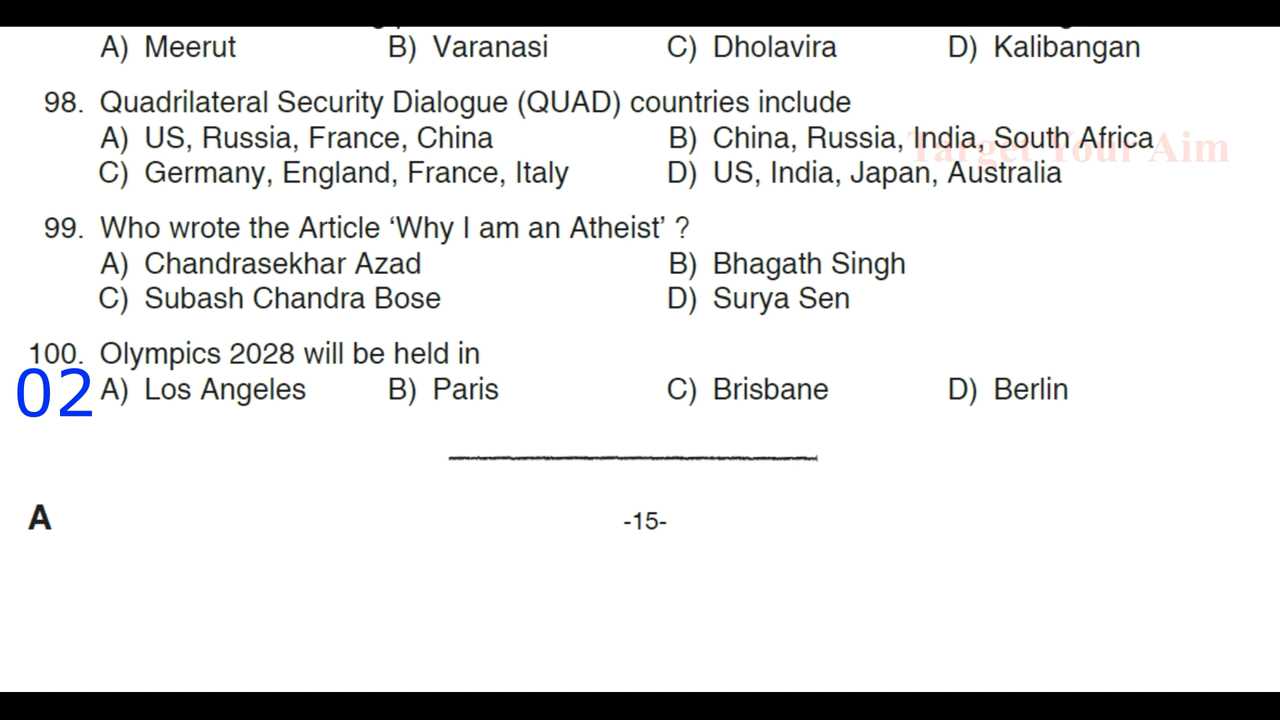 A) Meerut B) Varanasi C) Dholavira D) Kalibangan
98. Quadrilateral Security Dialogue (QUAD) countries include
A) US, Russia, France, China B) China, Russia, India, South Africa
Target Your Aim
C) Germany, England, France, Italy D) US, India, Japan, Australia
99. Who wrote the Article ‘Why I am an Atheist’ ?
A) Chandrasekhar Azad B) Bhagath Singh
C) Subash Chandra Bose D) Surya Sen
100. Olympics 2028 will be held in
02 A) Los Angeles B) Paris C) Brisbane D) Berlin
A -15-